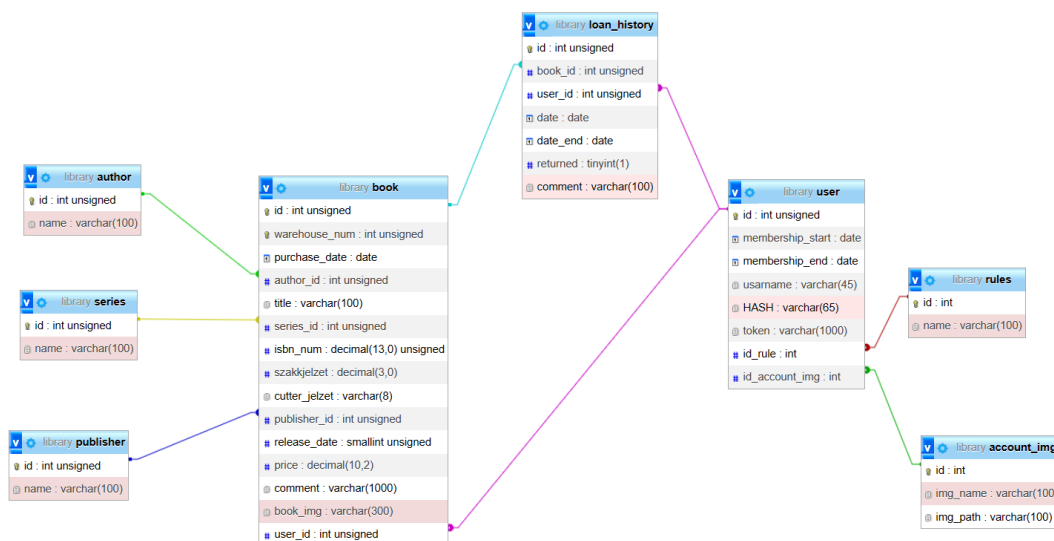 library loan_history
id : int unsigned
book_id : int unsigned
user_id : int unsigned
date : date
date_end : date
returned : tinyint(1)
comment : varchar(100)
library author
id : int unsigned
name : varchar(100)
library series
id : int unsigned
name : varchar(100)
library publisher
id : int unsigned
name : varchar(100)
library book
id : int unsigned
warehouse_num : int unsigned
purchase_date : date
author_id : int unsigned
title : varchar(100)
series_id : int unsigned
isbn_num : decimal(13,0) unsigned
szakkjelzet : decimal(3,0)
cutter_jelzet : varchar(8)
publisher_id : int unsigned
release_date : smallint unsigned
price : decimal(10,2)
comment : varchar(1000)
book_img : varchar(300)
user_id : int unsigned
library user
id : int unsigned
membership_start : date
membership_end : date
usarname : varchar(45)
HASH : varchar(65)
token : varchar(1000)
id_rule : int
id_account_img : int
library rules
id : int
name : varchar(100)
library account_img
id : int
img_name : varchar(100
img_path : varchar(100)